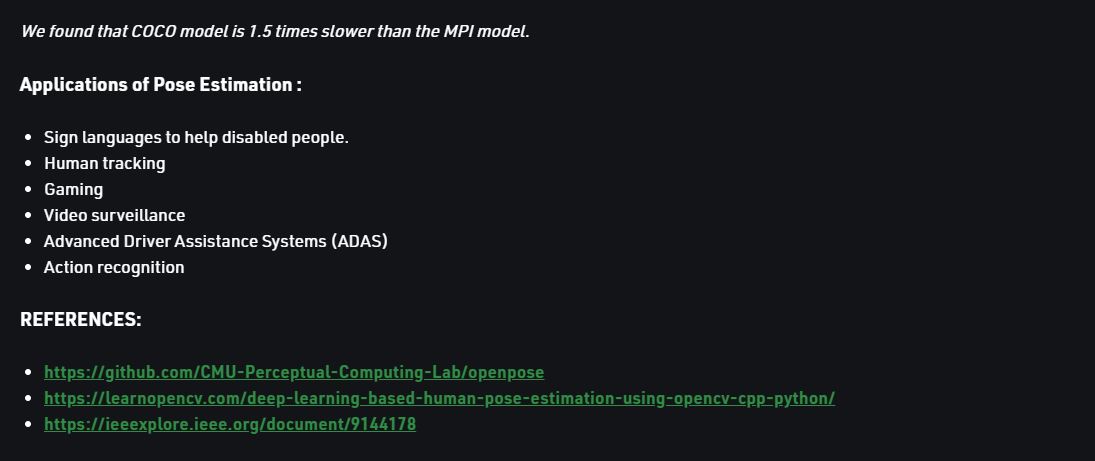 We found that COCO model is 1.5 times slower than the MPI model.
Applications of Pose Estimation :
Sign languages to help disabled people.
Human tracking
Gaming
Video surveillance
Advanced Driver Assistance Systems (ADAS)
Action recognition
REFERENCES:
https://github.com/CMU-Perceptual-Computing-Lab/openpose
https://learnopencv.com/deep-learning-based-human-pose-estimation-using-opencv-cpp-python/
https://ieeexplore.ieee.org/document/9144178